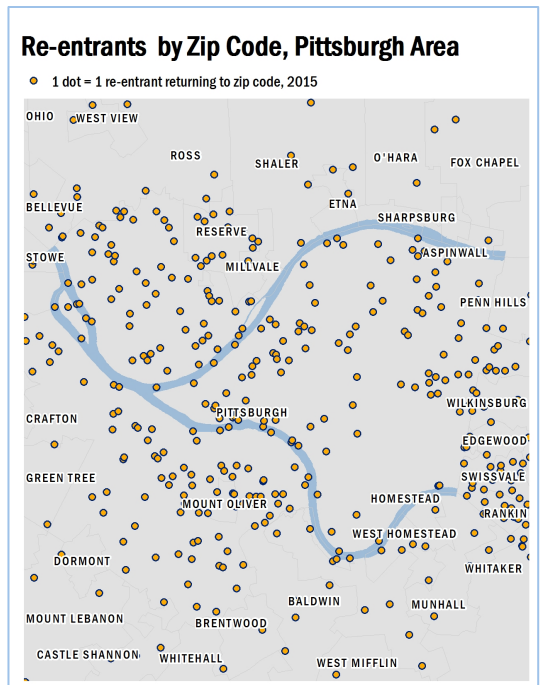 Re-entrants by Zip Code, Pittsburgh Area
1 dot = 1 re-entrant returning to zip code, 2015
OHIO
WEST VIEW
ROSS
SHALER
O'HARA
FOX CHAPEL
BELLEVUE
ETNA
SHARPSBURG
RESERVE
STOWE
MILLVALE
ASPINWALL
PENN HILLS
CRAFTON
PITTSBURGH
WILKINSBURG
EDGEWOOD
GREEN TREE
SWISSVALE
MOUNT OLIVER
HOMESTEAD
RANKIN
WEST HOMESTEAD
DORMONT
WHITAKER
BALDWIN
MUNHALL
MOUNT LEBANON
BRENTWOOD
CASTLE SHANNON
WHITEHALL
WEST MIFFLIN